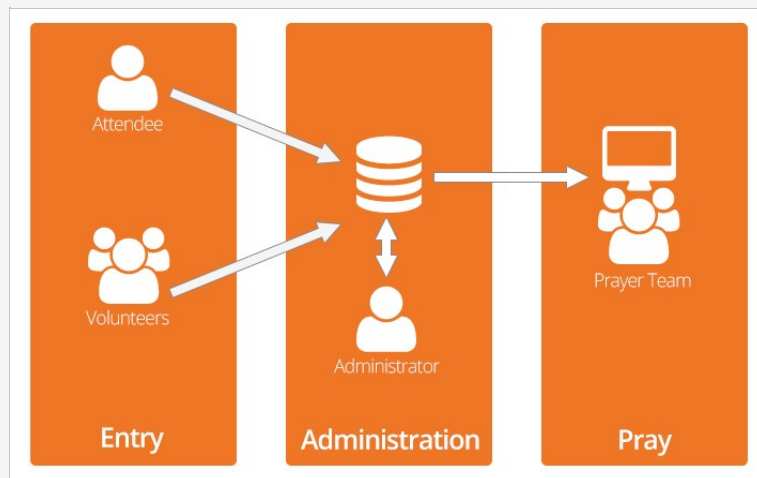 Attendee
Volunteers
Entry
Administrator
Administration
Prayer Team
Pray